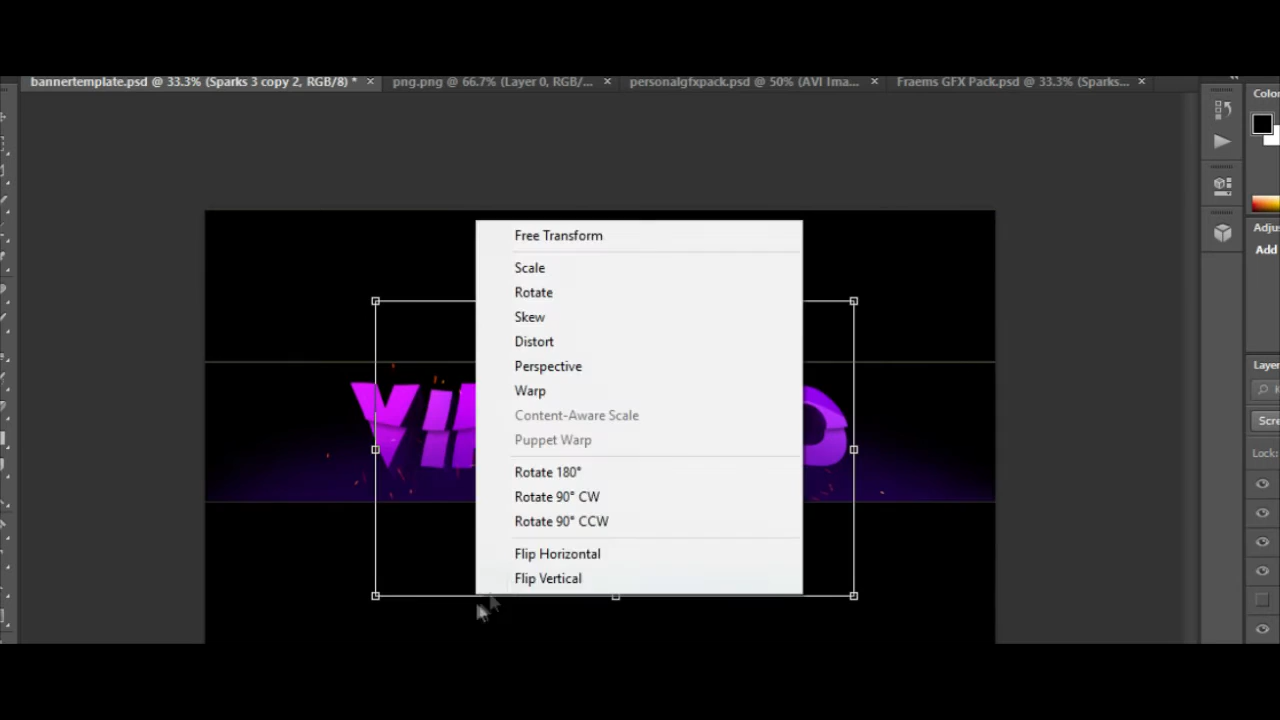 bannertemplate.psd @ 33.3% (Sparks 3 copy 2, RGB/8) *
png.png @ 66.7% (Layer 0, RGB/...
personalgfxpack.psd @ 50% (AVI Ima...
Fraems GFX Pack.psd @ 33.3% (Sparks...
Color
Free Transform
Scale
Rotate
Skew
Distort
Perspective
Warp
Content-Aware Scale
Puppet Warp
Rotate 180°
Rotate 90° CW
Rotate 90° CCW
Flip Horizontal
Flip Vertical
Adju
Add
Layer
Scre
Lock: